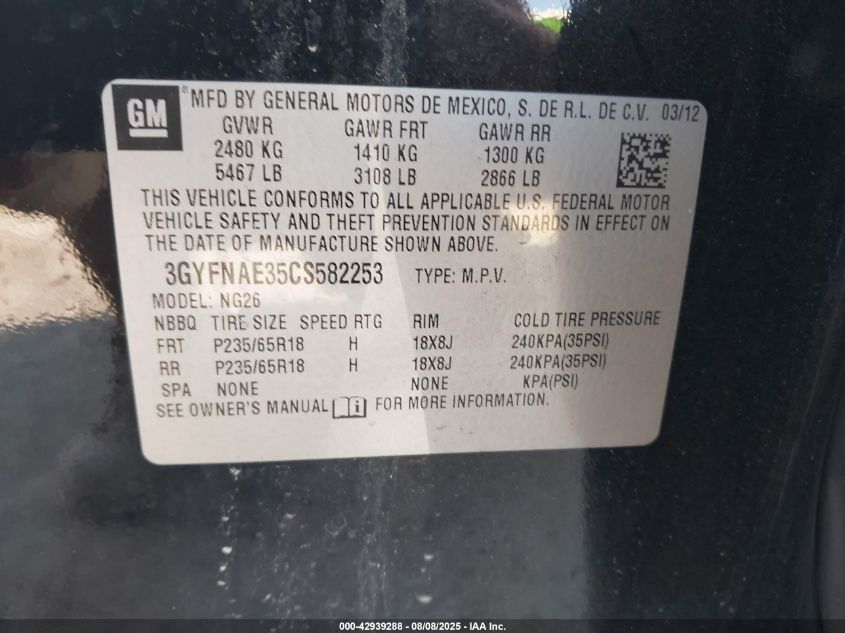 GM ® MFD BY GENERAL MOTORS DE MEXICO, S. DE R.L. DE C.V. 03/12
GVWR GAWR FRT GAWR RR
2480 KG 1410 KG 1300 KG
5467 LB 3108 LB 2866 LB
THIS VEHICLE CONFORMS TO ALL APPLICABLE U.S. FEDERAL MOTOR
VEHICLE SAFETY AND THEFT PREVENTION STANDARDS IN EFFECT ON
THE DATE OF MANUFACTURE SHOWN ABOVE.
3GYFNAE35CS582253 TYPE: M.P.V.
MODEL: NG26
NBBQ TIRE SIZE SPEED RTG RIM COLD TIRE PRESSURE
FRT P235/65R18 H 18X8J 240KPA(35PSI)
RR P235/65R18 H 18X8J 240KPA(35PSI)
SPA NONE NONE KPA(PSI)
SEE OWNER'S MANUAL i FOR MORE INFORMATION.
000-42939288 - 08/08/2025 - IAA Inc.